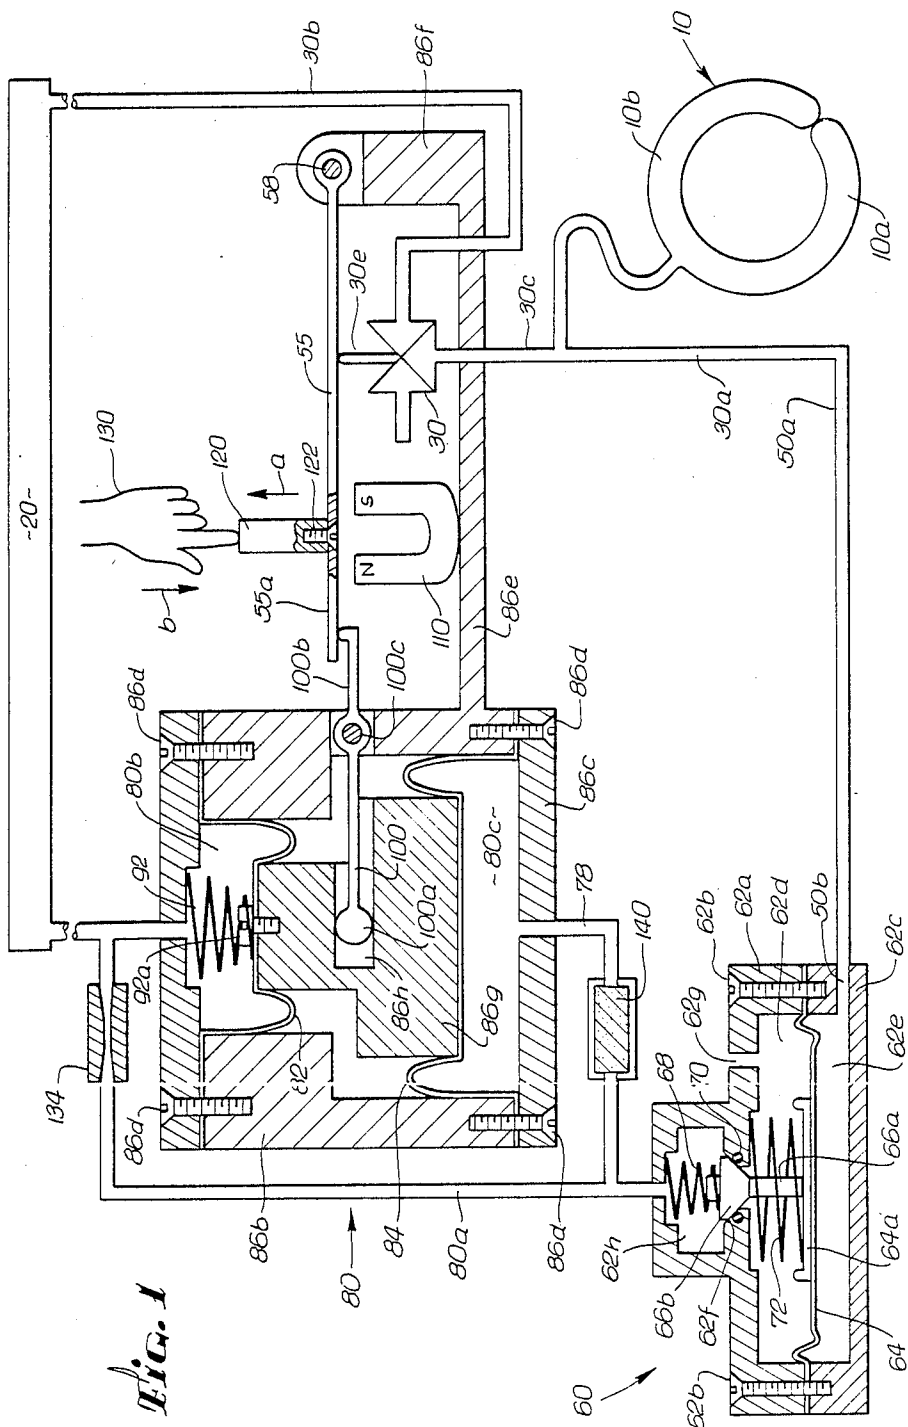 Fig. 1
10
10b
10a
30b
86f
58
30e
30c
55
30
30a
50a
~20~
130
120
a
122
b
55a
S
N
110
86e
100b
100c
86d
86d
80b
86c
92
80c~
100
100a
78
92a
86h
140
86g
82
134
86d
84
86b
86d
80
80a
62b
62a
62d
50b
62c
62g
62e
70
68
66a
62h
64a
66b
62f
72
64
60
62b